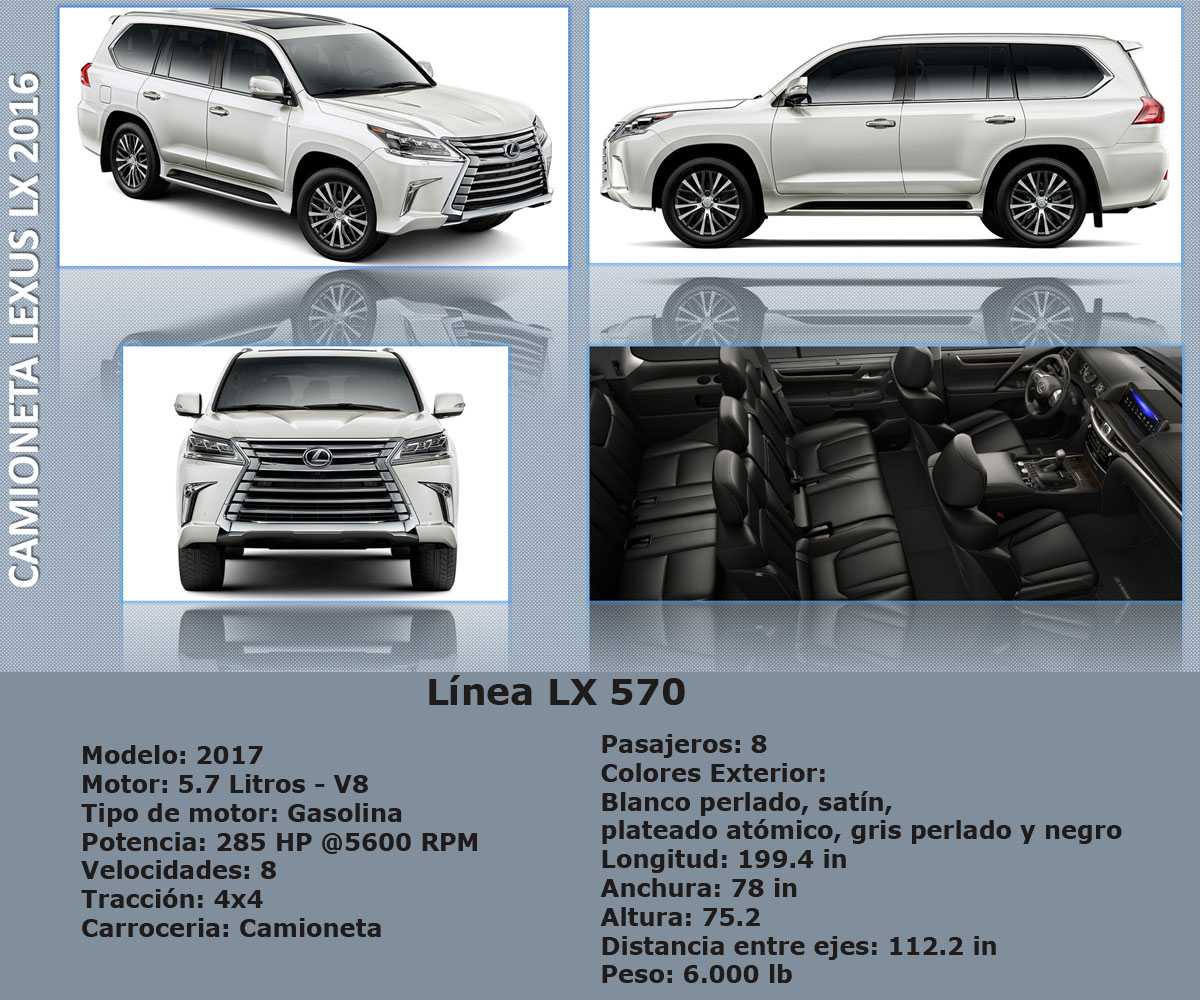 CAMIONETA LEXUS LX 2016
Línea LX 570
Modelo: 2017
Motor: 5.7 Litros - V8
Tipo de motor: Gasolina
Potencia: 285 HP @5600 RPM
Velocidades: 8
Tracción: 4x4
Carroceria: Camioneta
Pasajeros: 8
Colores Exterior:
Blanco perlado, satín,
plateado atómico, gris perlado y negro
Longitud: 199.4 in
Anchura: 78 in
Altura: 75.2
Distancia entre ejes: 112.2 in
Peso: 6.000 lb